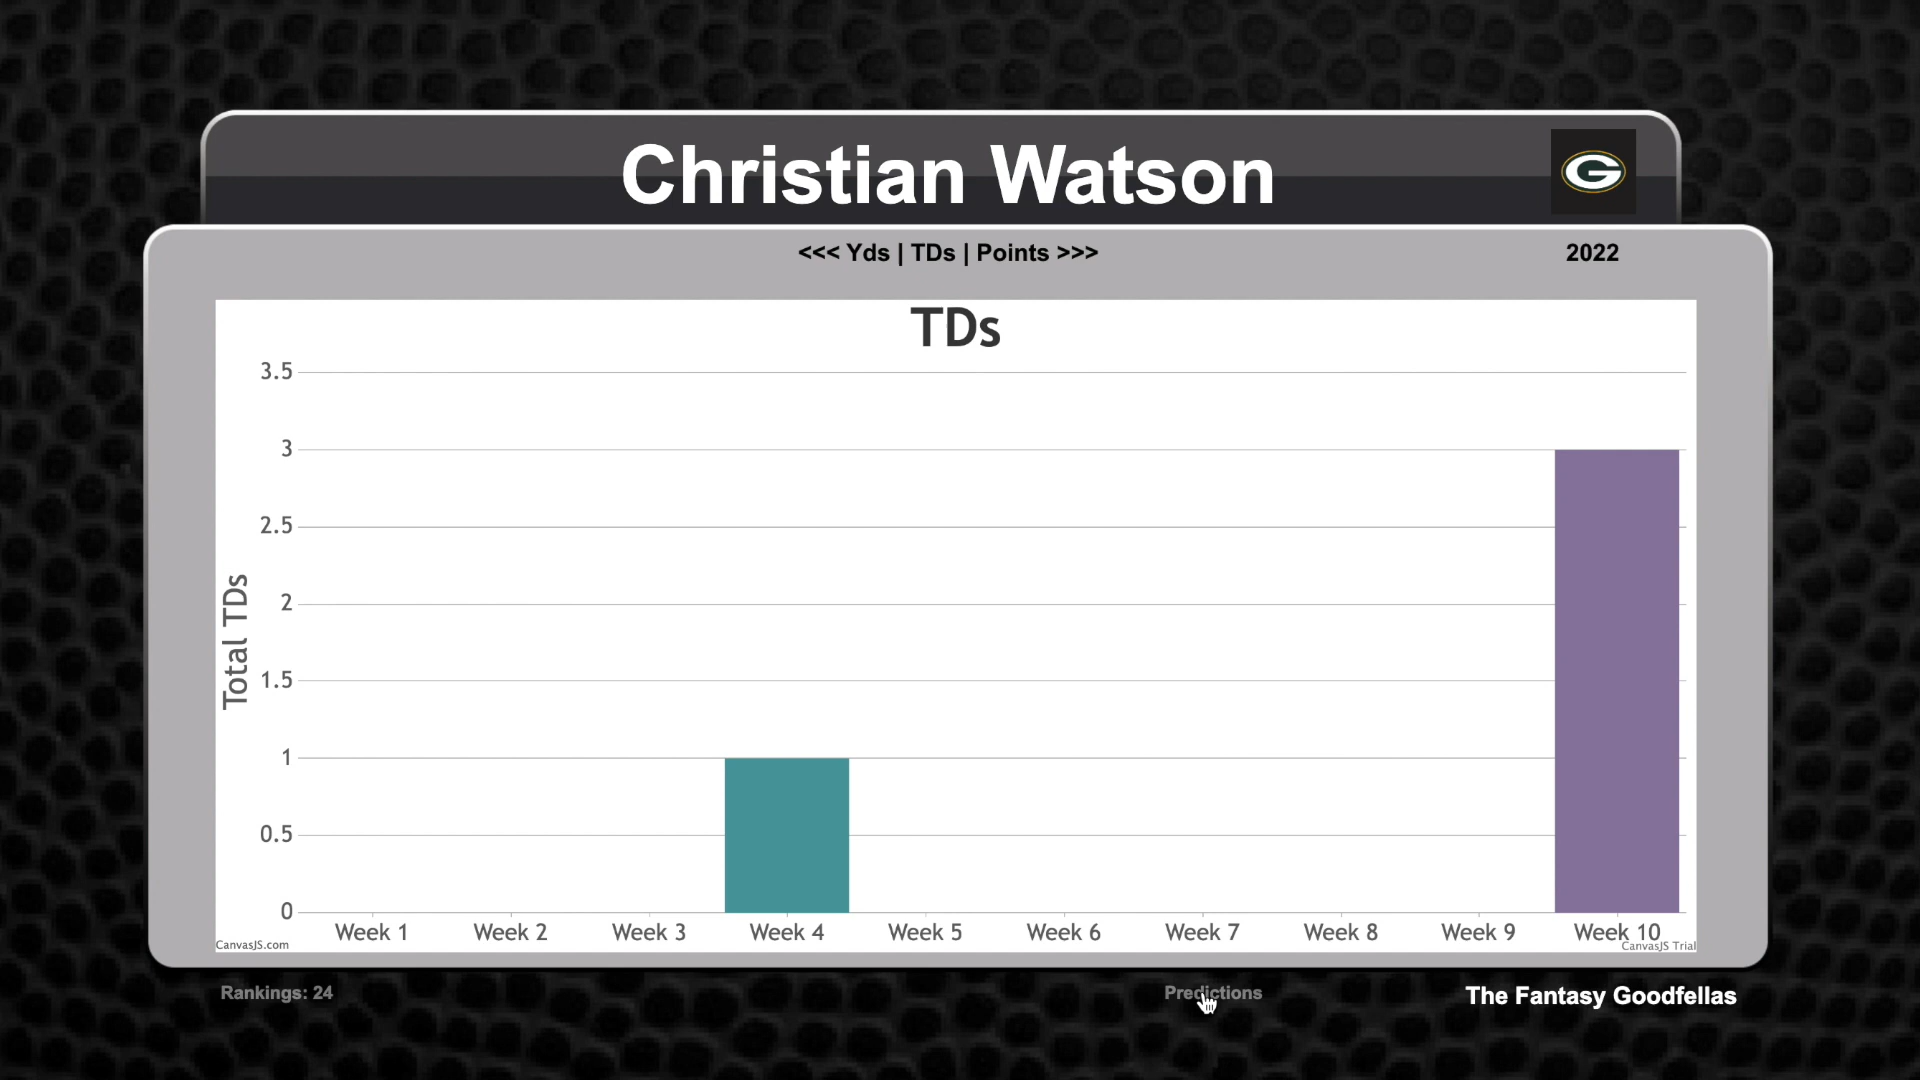 Christian Watson
G
<<< Yds | TDs | Points >>>
2022
TDs
3.5
3
2.5
2
1.5
1
0.5
0
Total TDs
Week 1
Week 2
Week 3
Week 4
Week 5
Week 6
Week 7
Week 8
Week 9
Week 10
CanvasJS.com
CanvasJS Trial
Rankings: 24
Predictions
The Fantasy Goodfellas